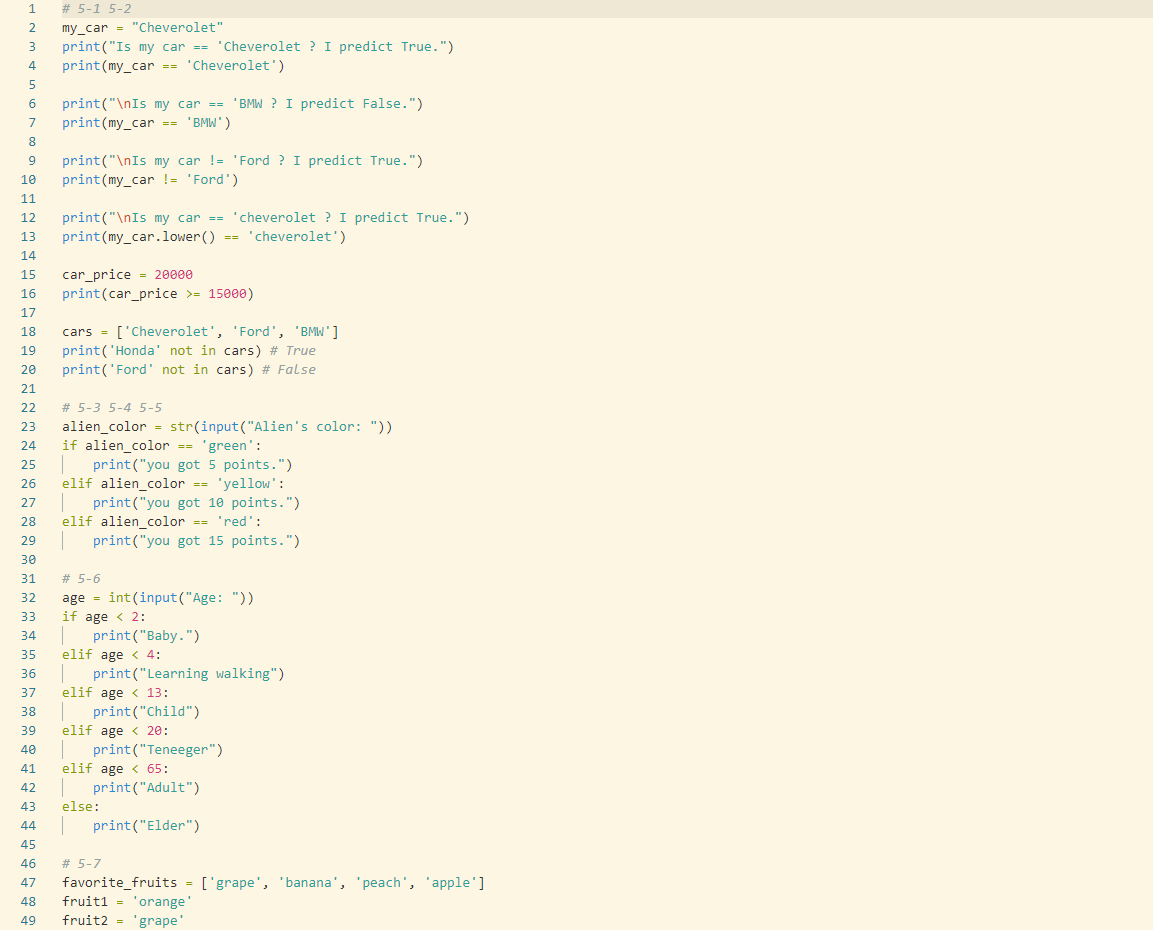 1 # 5-1 5-2
2 my_car = "Cheverolet"
3 print("Is my car == 'Cheverolet ? I predict True.")
4 print(my_car == 'Cheverolet')
5
6 print("\nIs my car == 'BMW ? I predict False.")
7 print(my_car == 'BMW')
8
9 print("\nIs my car != 'Ford ? I predict True.")
10 print(my_car != 'Ford')
11
12 print("\nIs my car == 'cheverolet ? I predict True.")
13 print(my_car.lower() == 'cheverolet')
14
15 car_price = 20000
16 print(car_price >= 15000)
17
18 cars = ['Cheverolet', 'Ford', 'BMW']
19 print('Honda' not in cars) # True
20 print('Ford' not in cars) # False
21
22 # 5-3 5-4 5-5
23 alien_color = str(input("Alien's color: "))
24 if alien_color == 'green':
25     print("you got 5 points.")
26 elif alien_color == 'yellow':
27     print("you got 10 points.")
28 elif alien_color == 'red':
29     print("you got 15 points.")
30
31 # 5-6
32 age = int(input("Age: "))
33 if age < 2:
34     print("Baby.")
35 elif age < 4:
36     print("Learning walking")
37 elif age < 13:
38     print("Child")
39 elif age < 20:
40     print("Teneeger")
41 elif age < 65:
42     print("Adult")
43 else:
44     print("Elder")
45
46 # 5-7
47 favorite_fruits = ['grape', 'banana', 'peach', 'apple']
48 fruit1 = 'orange'
49 fruit2 = 'grape'